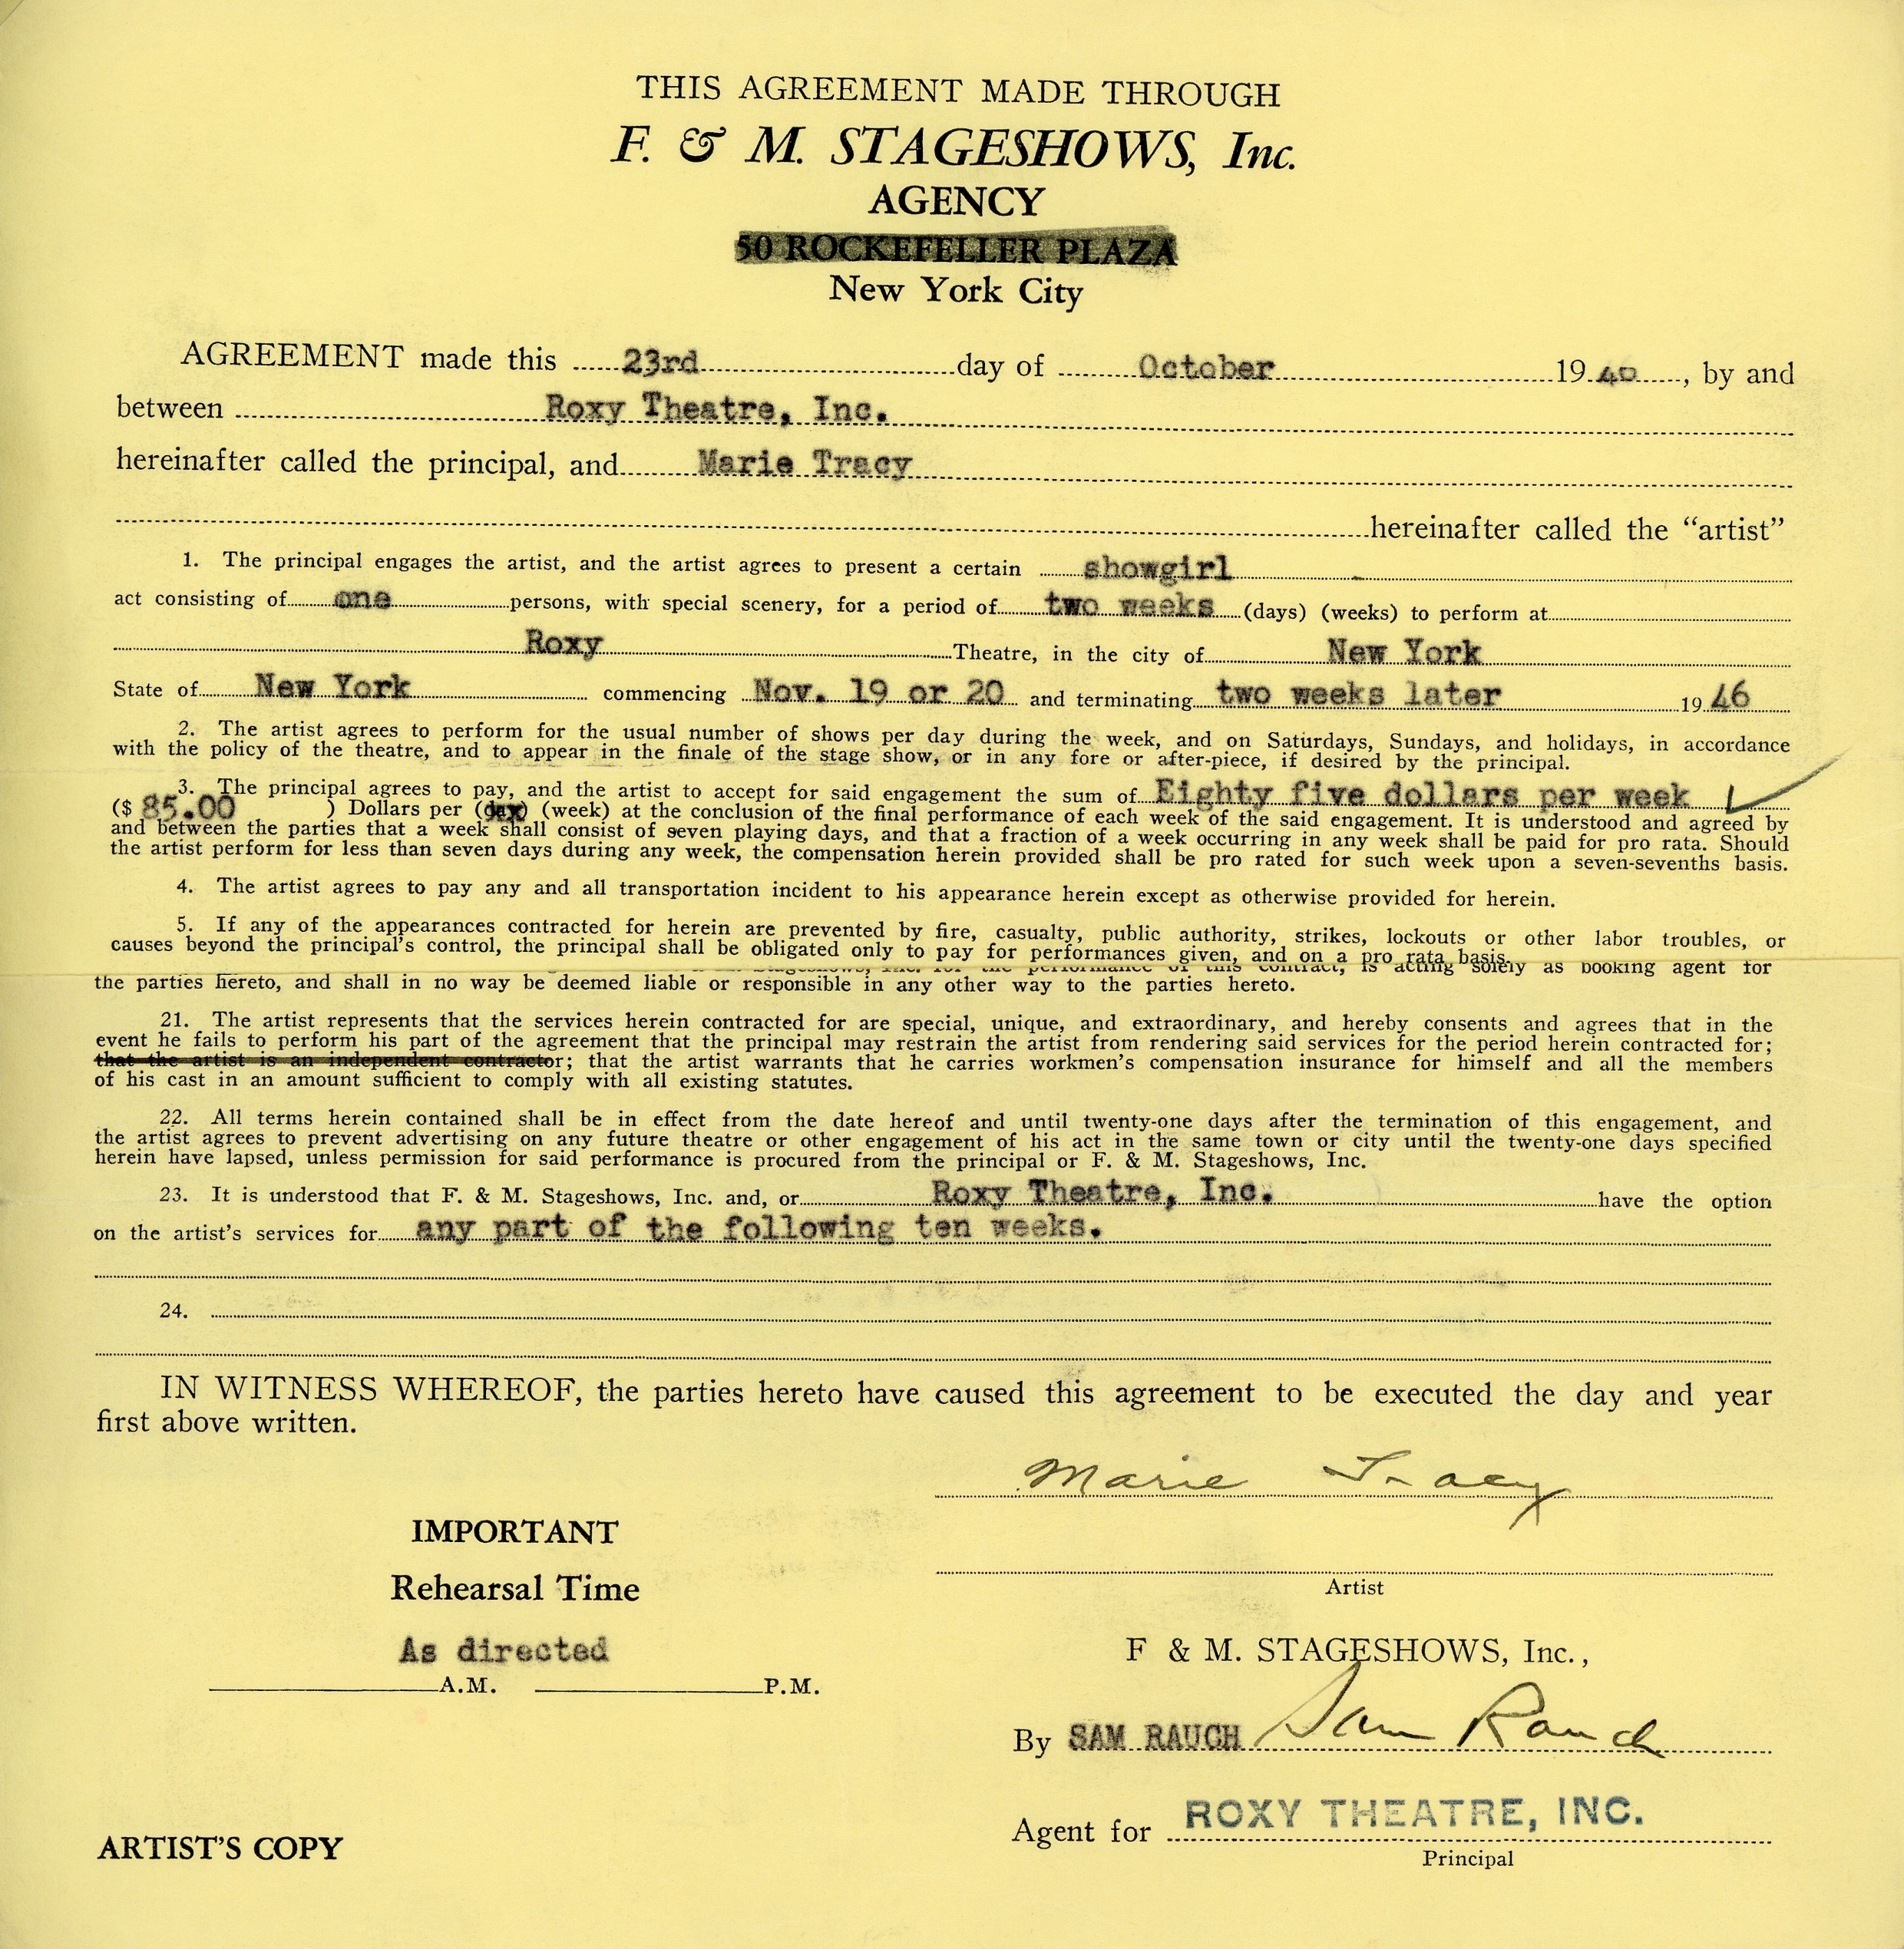 THIS AGREEMENT MADE THROUGH
F. & M. STAGESHOWS, Inc.
AGENCY
50 ROCKEFELLER PLAZA
New York City
AGREEMENT made this 23rd day of October 19 , by and
between Roxy Theatre, Inc.
hereinafter called the principal, and Marie Tracy
hereinafter called the “artist”
1. The principal engages the artist, and the artist agrees to present a certain showgirl
act consisting of one persons, with special scenery, for a period of two weeks (days) (weeks) to perform at
Roxy Theatre, in the city of New York
State of New York commencing Nov. 19 or 20 and terminating two weeks later 1946
2. The artist agrees to perform for the usual number of shows per day during the week, and on Saturdays, Sundays, and holidays, in accordance
with the policy of the theatre, and to appear in the finale of the stage show, or in any fore or after-piece, if desired by the principal.
3. The principal agrees to pay, and the artist to accept for said engagement the sum of Eighty five dollars per week
($ 85.00 ) Dollars per (day) (week) at the conclusion of the final performance of each week of the said engagement. It is understood and agreed by
and between the parties that a week shall consist of seven playing days, and that a fraction of a week occurring in any week shall be paid for pro rata. Should
the artist perform for less than seven days during any week, the compensation herein provided shall be pro rated for such week upon a seven-sevenths basis.
4. The artist agrees to pay any and all transportation incident to his appearance herein except as otherwise provided for herein.
5. If any of the appearances contracted for herein are prevented by fire, casualty, public authority, strikes, lockouts or other labor troubles, or
causes beyond the principal’s control, the principal shall be obligated only to pay for performances given, and on a pro rata basis.
Stageshows, Inc. for the performance of this contract, is acting solely as booking agent for
the parties hereto, and shall in no way be deemed liable or responsible in any other way to the parties hereto.
21. The artist represents that the services herein contracted for are special, unique, and extraordinary, and hereby consents and agrees that in the
event he fails to perform his part of the agreement that the principal may restrain the artist from rendering said services for the period herein contracted for;
that the artist is an independent contractor; that the artist warrants that he carries workmen’s compensation insurance for himself and all the members
of his cast in an amount sufficient to comply with all existing statutes.
22. All terms herein contained shall be in effect from the date hereof and until twenty-one days after the termination of this engagement, and
the artist agrees to prevent advertising on any future theatre or other engagement of his act in the same town or city until the twenty-one days specified
herein have lapsed, unless permission for said performance is procured from the principal or F. & M. Stageshows, Inc.
23. It is understood that F. & M. Stageshows, Inc. and, or Roxy Theatre, Inc. have the option
on the artist’s services for any part of the following ten weeks.
24.
IN WITNESS WHEREOF, the parties hereto have caused this agreement to be executed the day and year
first above written.
Marie Tracy
IMPORTANT
Rehearsal Time
Artist
As directed
A.M. P.M.
F & M. STAGESHOWS, Inc.,
By SAM RAUCH Sam Rauch
Agent for ROXY THEATRE, INC.
Principal
ARTIST’S COPY